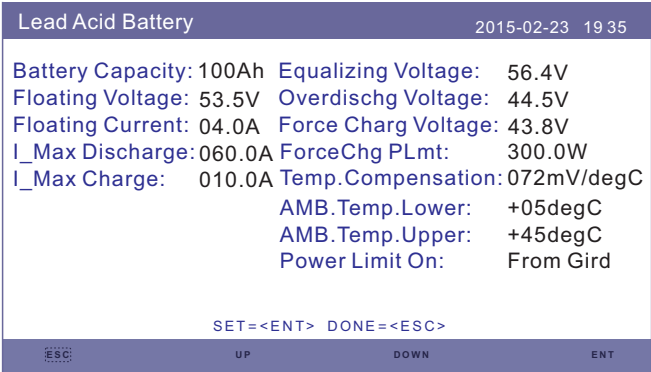 Lead Acid Battery 2015-02-23 19 35
Battery Capacity: 100Ah Equalizing Voltage: 56.4V
Floating Voltage: 53.5V Overdischg Voltage: 44.5V
Floating Current: 04.0A Force Charg Voltage: 43.8V
I_Max Discharge: 060.0A ForceChg PLmt: 300.0W
I_Max Charge: 010.0A Temp.Compensation: 072mV/degC
AMB.Temp.Lower: +05degC
AMB.Temp.Upper: +45degC
Power Limit On: From Gird
SET=<ENT> DONE=<ESC>
ESC UP DOWN ENT